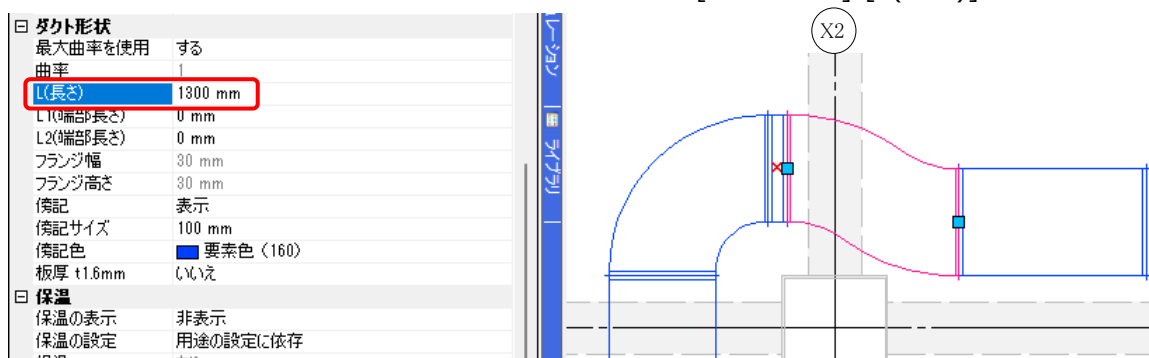 ダクト形状
最大曲率を使用 する
曲率 1
L(長さ) 1300 mm
L1(端部長さ) 0 mm
L2(端部長さ) 0 mm
フランジ幅 30 mm
フランジ高さ 30 mm
傍記 表示
傍記サイズ 100 mm
傍記色 要素色（160）
板厚 t1.6mm いいえ
保温
保温の表示 非表示
保温の設定 用途の設定に依存
レーション
ライブラリ
X2